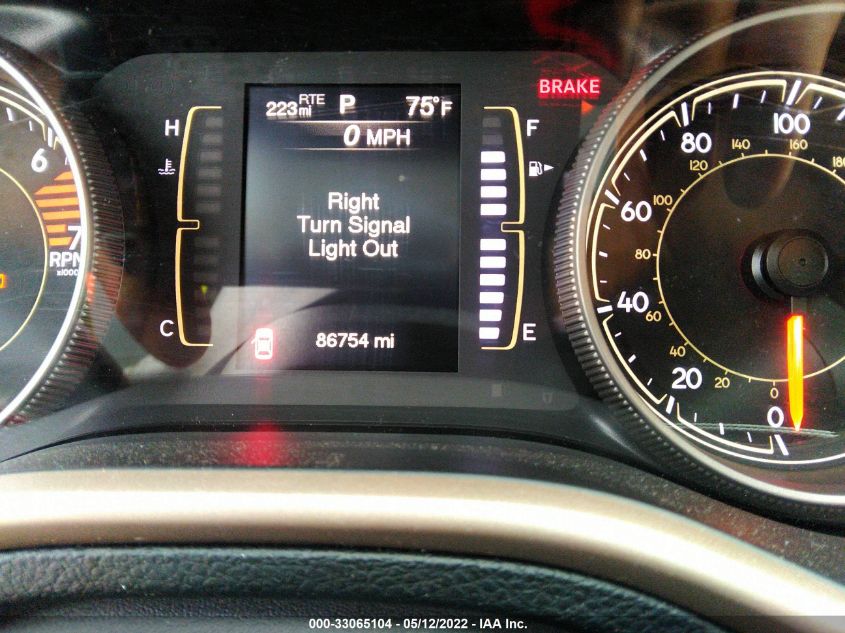 223 mi RTE P 75°F
0 MPH
BRAKE
Right
Turn Signal
Light Out
86754 mi
H
C
F
E
6
7
RPM
x1000
0
20
40
60
80
100
0
20
40
60
80
100
120
140
160
180
000-33065104 - 05/12/2022 - IAA Inc.